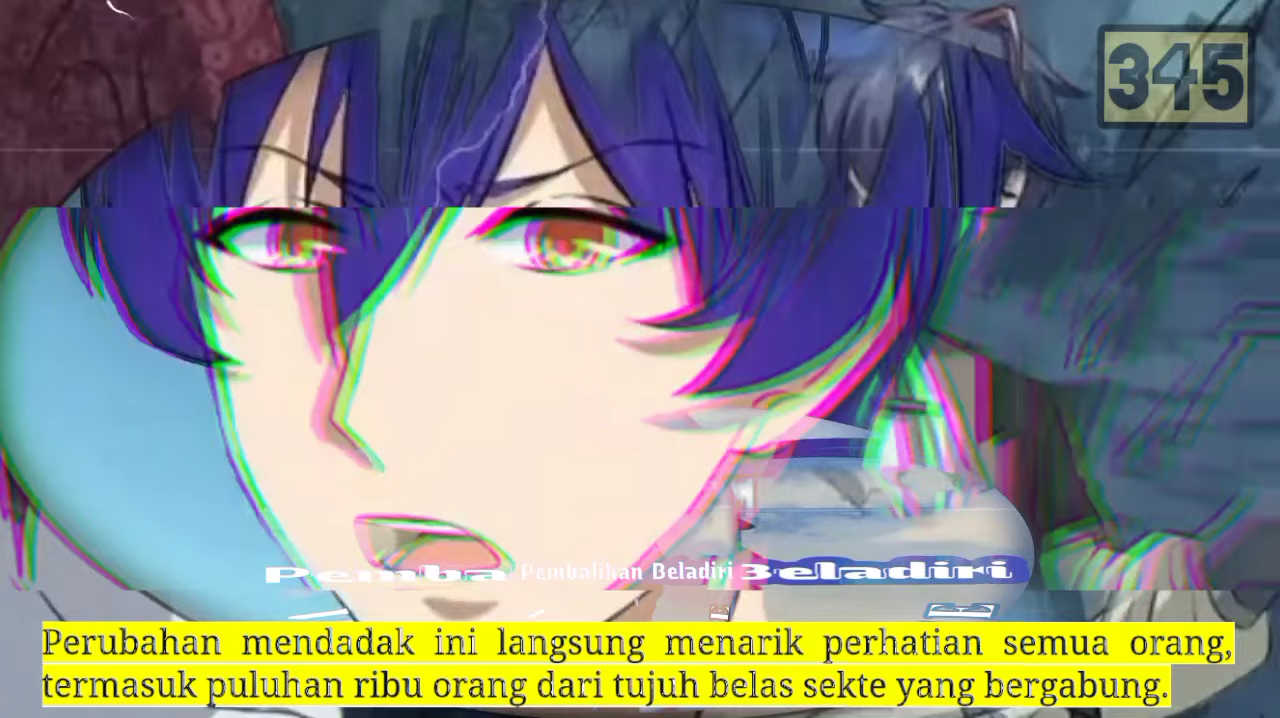 345
Pembalikan Beladiri
Perubahan mendadak ini langsung menarik perhatian semua orang,
termasuk puluhan ribu orang dari tujuh belas sekte yang bergabung.